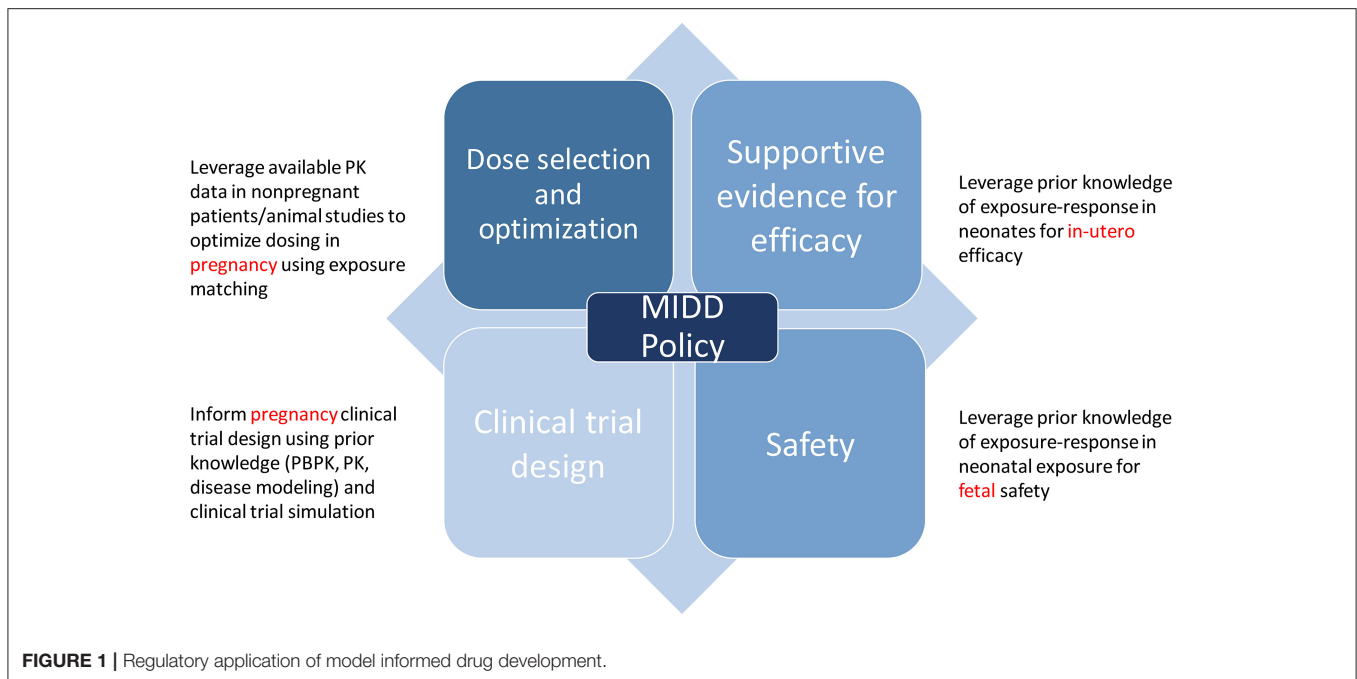 Leverage available PK
data in nonpregnant
patients/animal studies to
optimize dosing in
pregnancy using exposure
matching
Dose selection
and
optimization
Supportive
evidence for
efficacy
Leverage prior knowledge
of exposure-response in
neonates for in-utero
efficacy
MIDD
Policy
Inform pregnancy clinical
trial design using prior
knowledge (PBPK, PK,
disease modeling) and
clinical trial simulation
Clinical trial
design
Safety
Leverage prior knowledge
of exposure-response in
neonatal exposure for
fetal safety
FIGURE 1 | Regulatory application of model informed drug development.